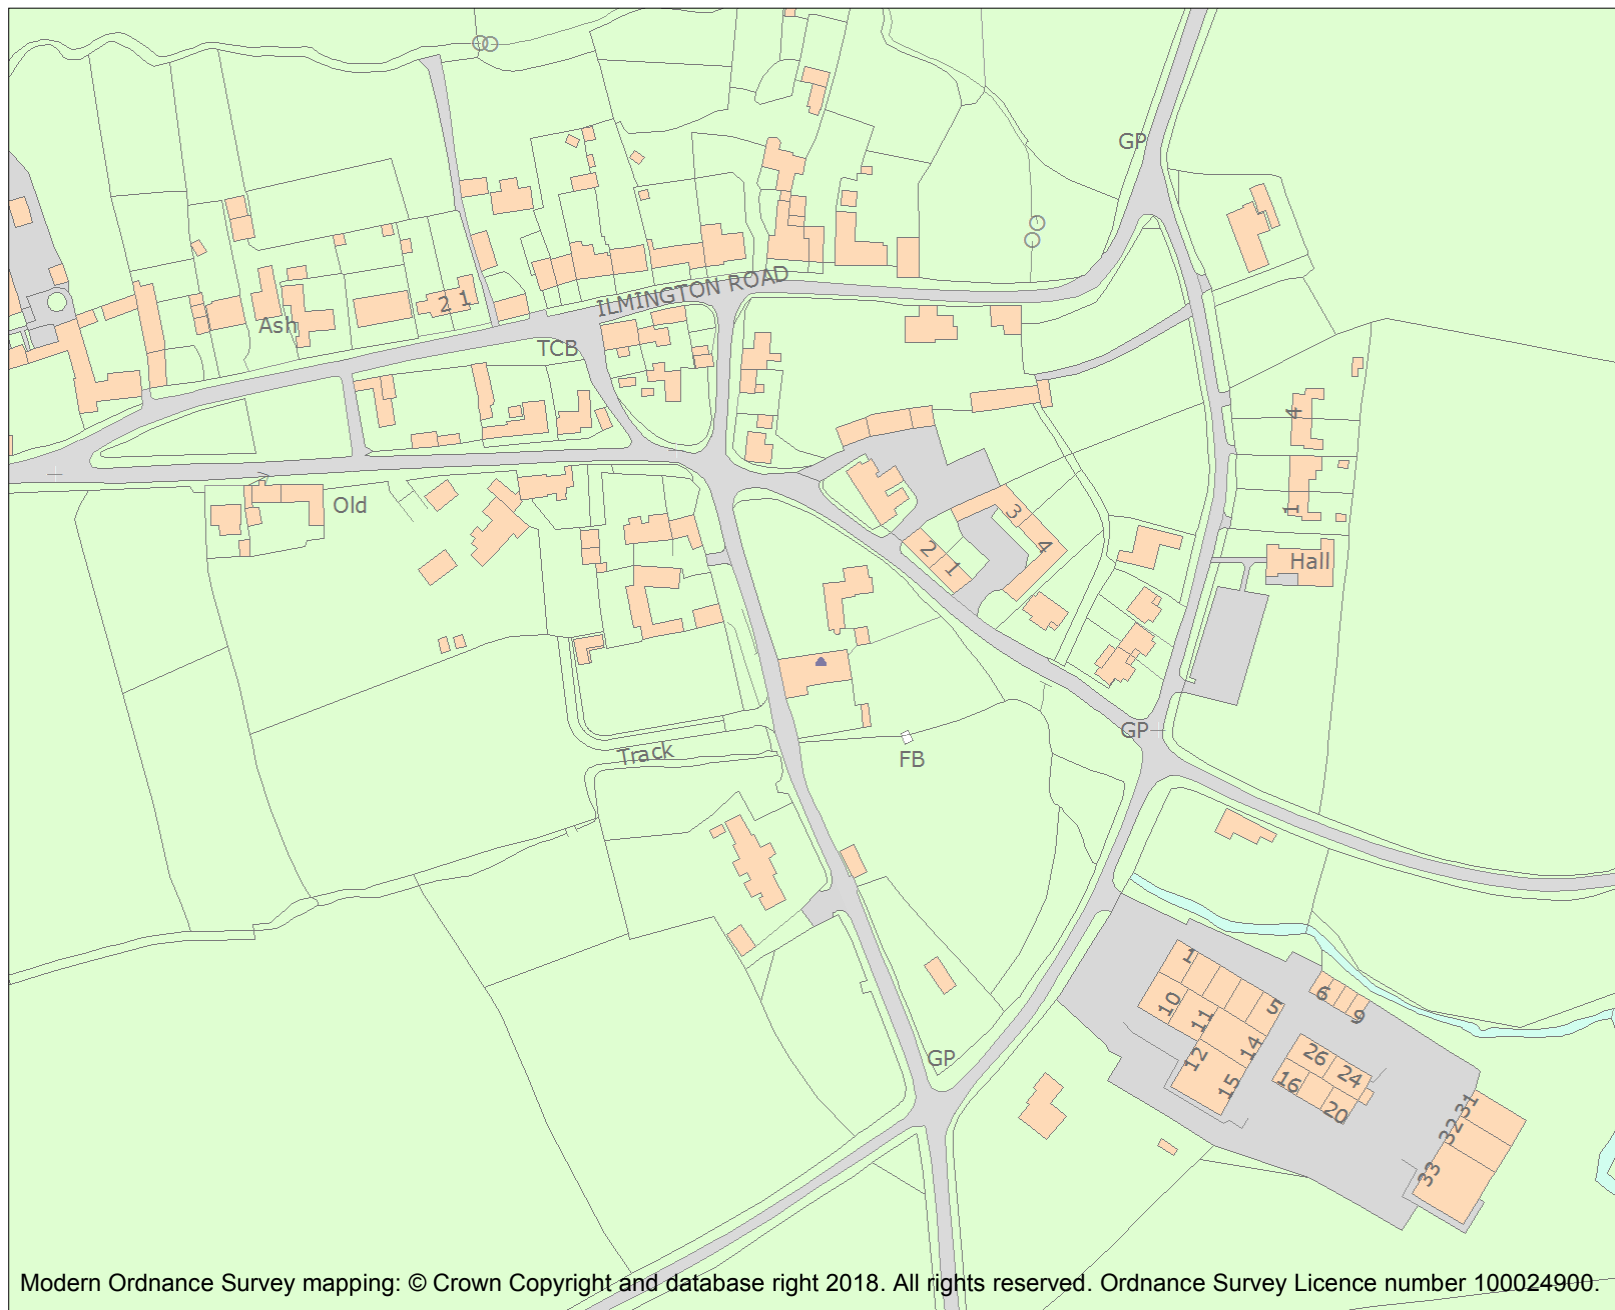 GP
ILMINGTON ROAD
2 1
Ash
TCB
4
Old
1
3
4
2
1
Hall
GP
Track
FB
1
10
11
5
6
9
12
14
15
26
24
16
20
GP
31
32
33
Modern Ordnance Survey mapping: © Crown Copyright and database right 2018. All rights reserved. Ordnance Survey Licence number 100024900.